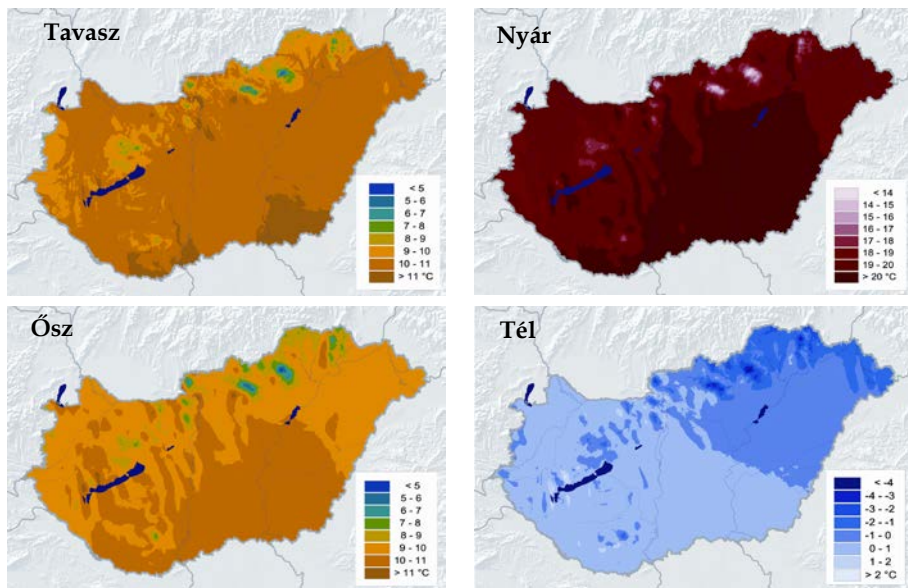 Tavasz
< 5
5 - 6
6 - 7
7 - 8
8 - 9
9 - 10
10 - 11
> 11 °C
Nyár
< 14
14 - 15
15 - 16
16 - 17
17 - 18
18 - 19
19 - 20
> 20 °C
Ősz
< 5
5 - 6
6 - 7
7 - 8
8 - 9
9 - 10
10 - 11
> 11 °C
Tél
< -4
-4 - -3
-3 - -2
-2 - -1
-1 - 0
0 - 1
1 - 2
> 2 °C